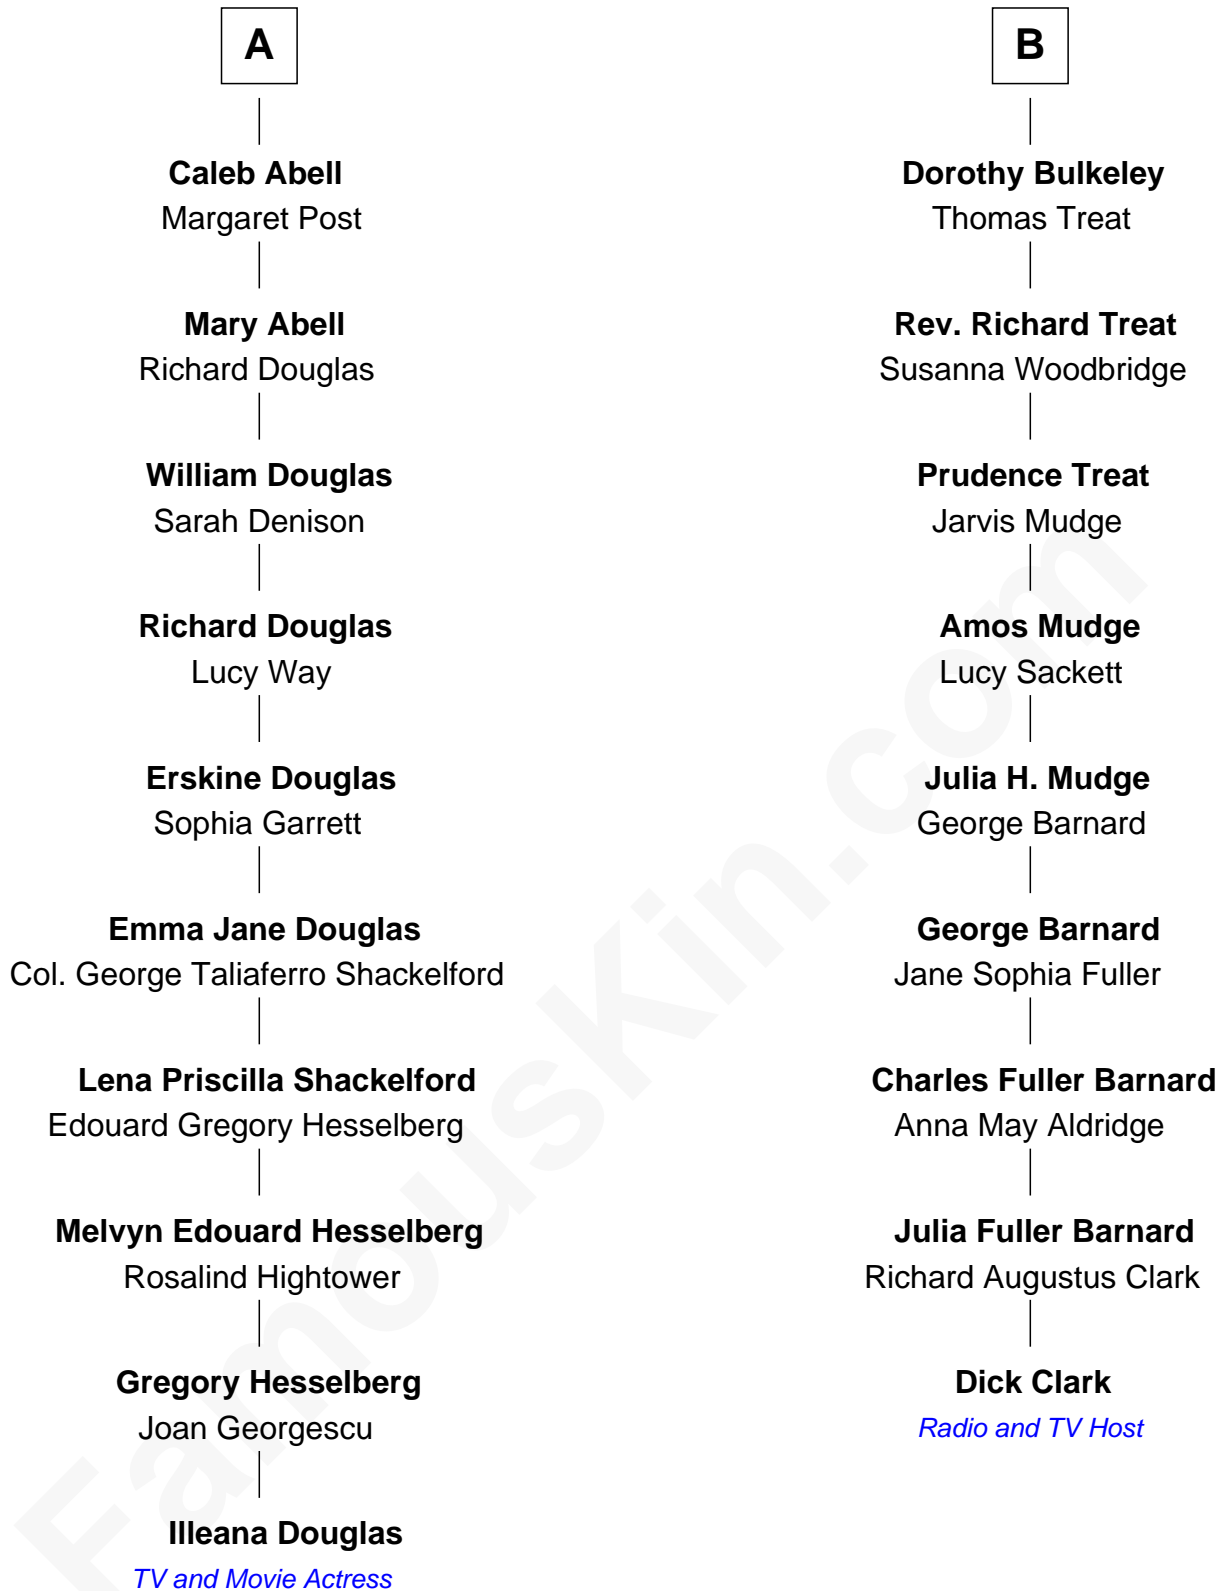 A
Caleb Abell
Margaret Post
Mary Abell
Richard Douglas
William Douglas
Sarah Denison
Richard Douglas
Lucy Way
Erskine Douglas
Sophia Garrett
Emma Jane Douglas
Col. George Taliaferro Shackelford
Lena Priscilla Shackelford
Edouard Gregory Hesselberg
Melvyn Edouard Hesselberg
Rosalind Hightower
Gregory Hesselberg
Joan Georgescu
Illeana Douglas
TV and Movie Actress
B
Dorothy Bulkeley
Thomas Treat
Rev. Richard Treat
Susanna Woodbridge
Prudence Treat
Jarvis Mudge
Amos Mudge
Lucy Sackett
Julia H. Mudge
George Barnard
George Barnard
Jane Sophia Fuller
Charles Fuller Barnard
Anna May Aldridge
Julia Fuller Barnard
Richard Augustus Clark
Dick Clark
Radio and TV Host
FamousKin.com